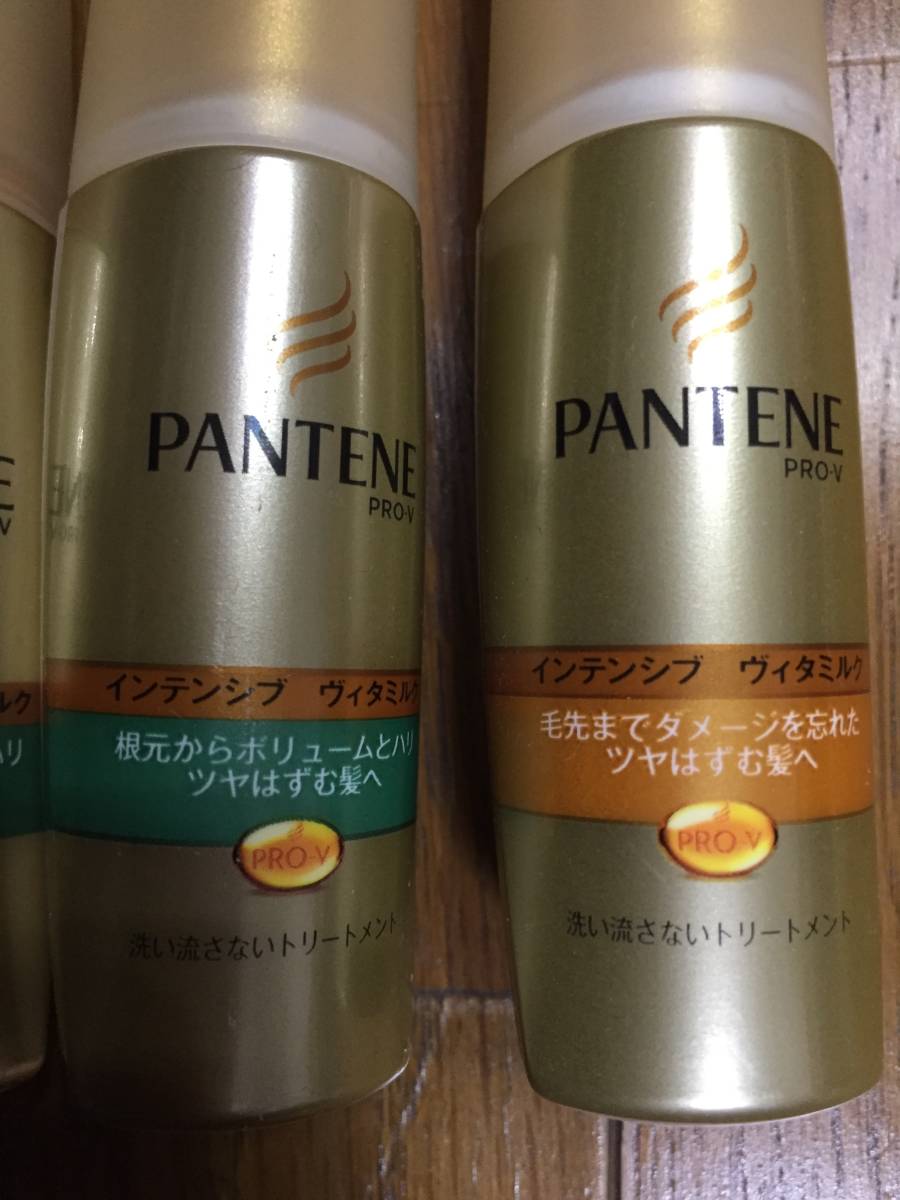 E
V
ルク
ハリ
PANTENE
PRO-V
インテンシブ ヴィタミルク
根元からボリュームとハリ
ツヤはずむ髪へ
PRO-V
洗い流さないトリートメント
PANTENE
PRO-V
インテンシブ ヴィタミルク
毛先までダメージを忘れた
ツヤはずむ髪へ
PRO-V
洗い流さないトリートメント